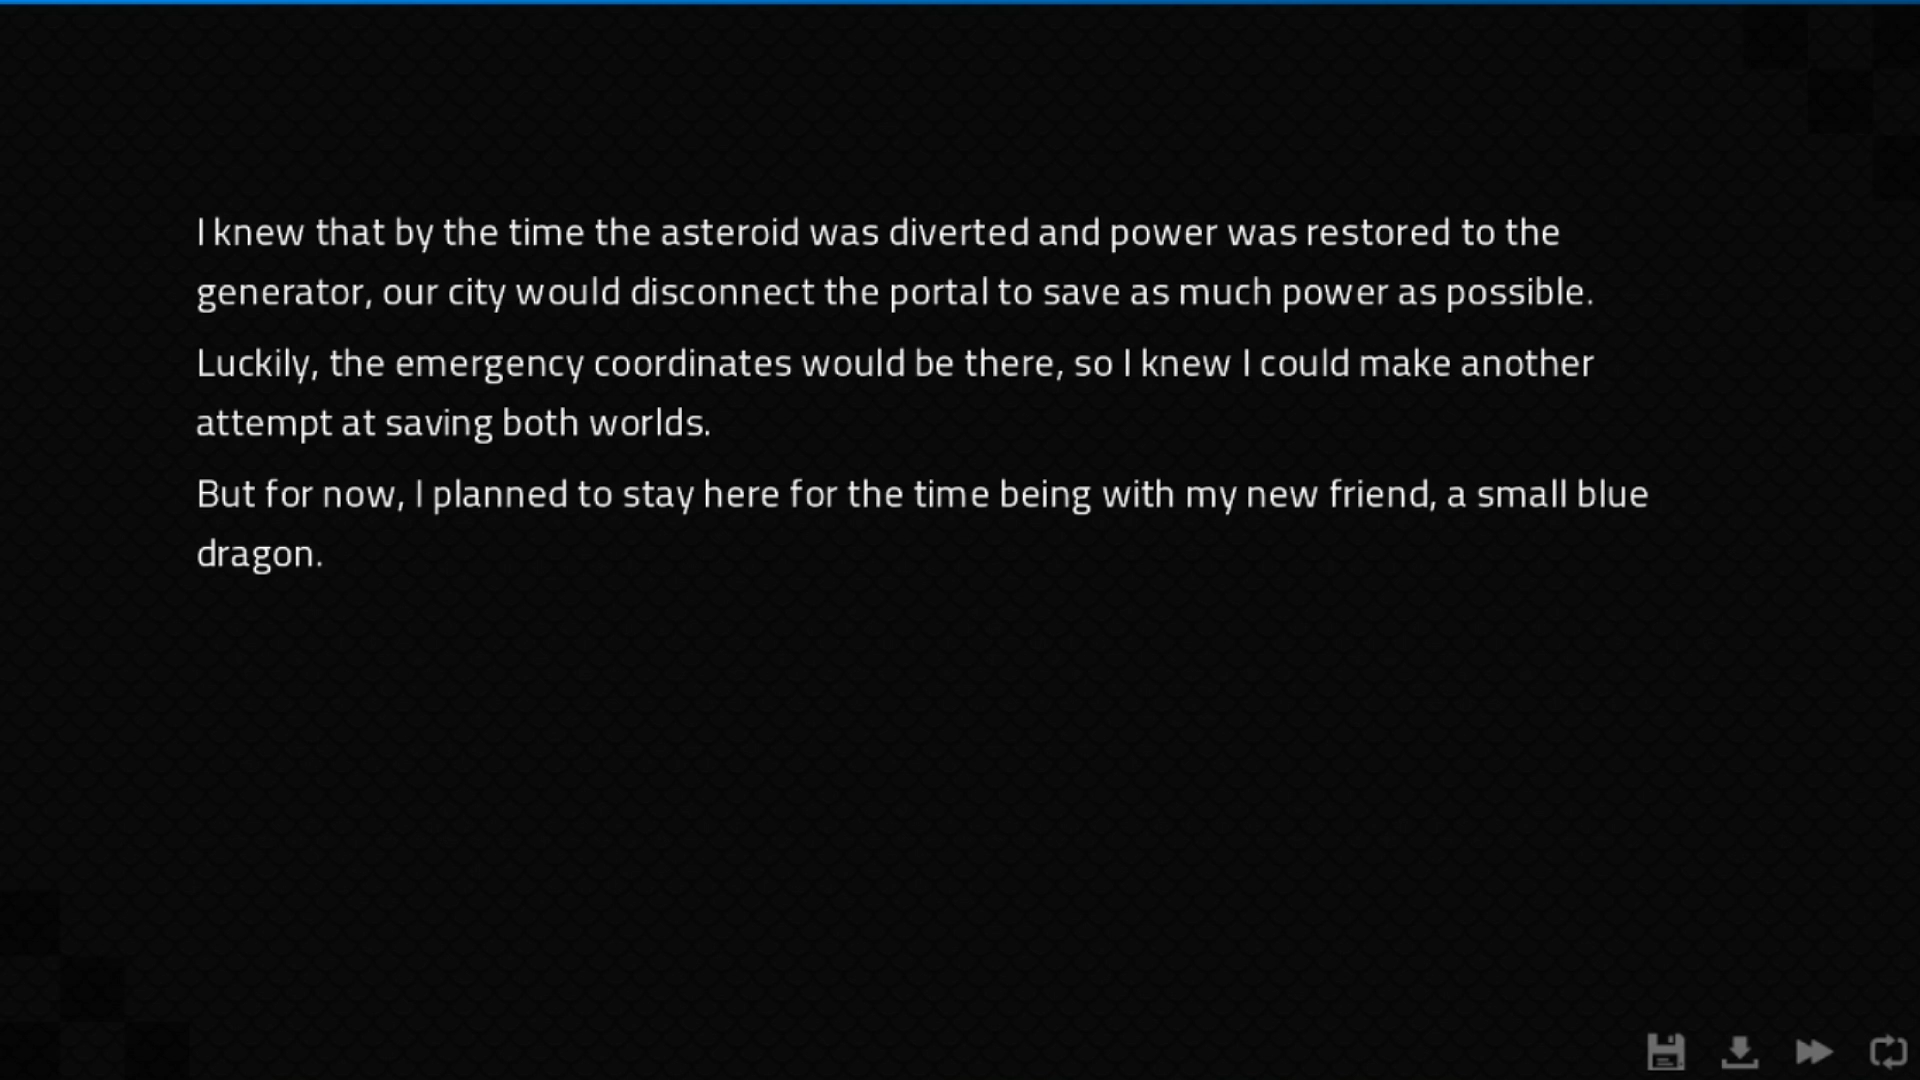 I knew that by the time the asteroid was diverted and power was restored to the
generator, our city would disconnect the portal to save as much power as possible.
Luckily, the emergency coordinates would be there, so I knew I could make another
attempt at saving both worlds.
But for now, I planned to stay here for the time being with my new friend, a small blue
dragon.